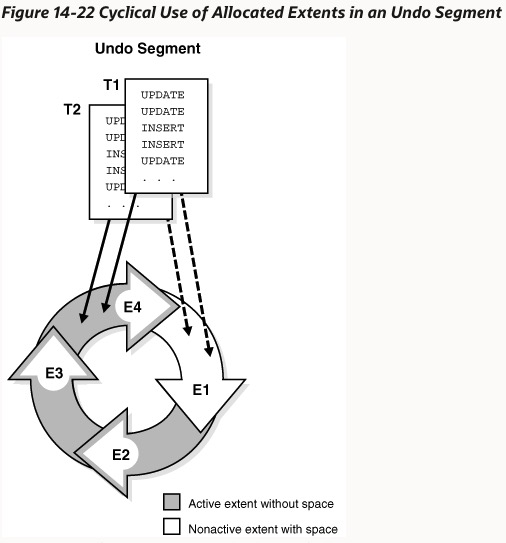 Figure 14-22 Cyclical Use of Allocated Extents in an Undo Segment
Undo Segment
T1
UPDATE
UPDATE
INSERT
INSERT
UPDATE
. . .
T2
UPD
UPD
INS
INS
UPD
. . .
E4
E3
E1
E2
Active extent without space
Nonactive extent with space